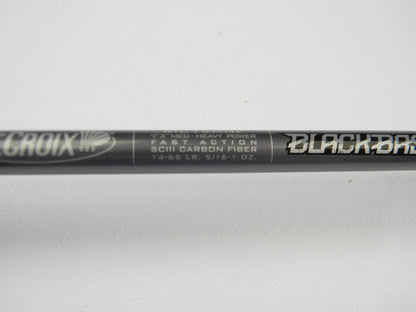 CROIX
7'3" MED-HEAVY POWER
FAST ACTION
SCIII CARBON FIBER
14-65 LB, 5/16-1 OZ.
BLACKBAS